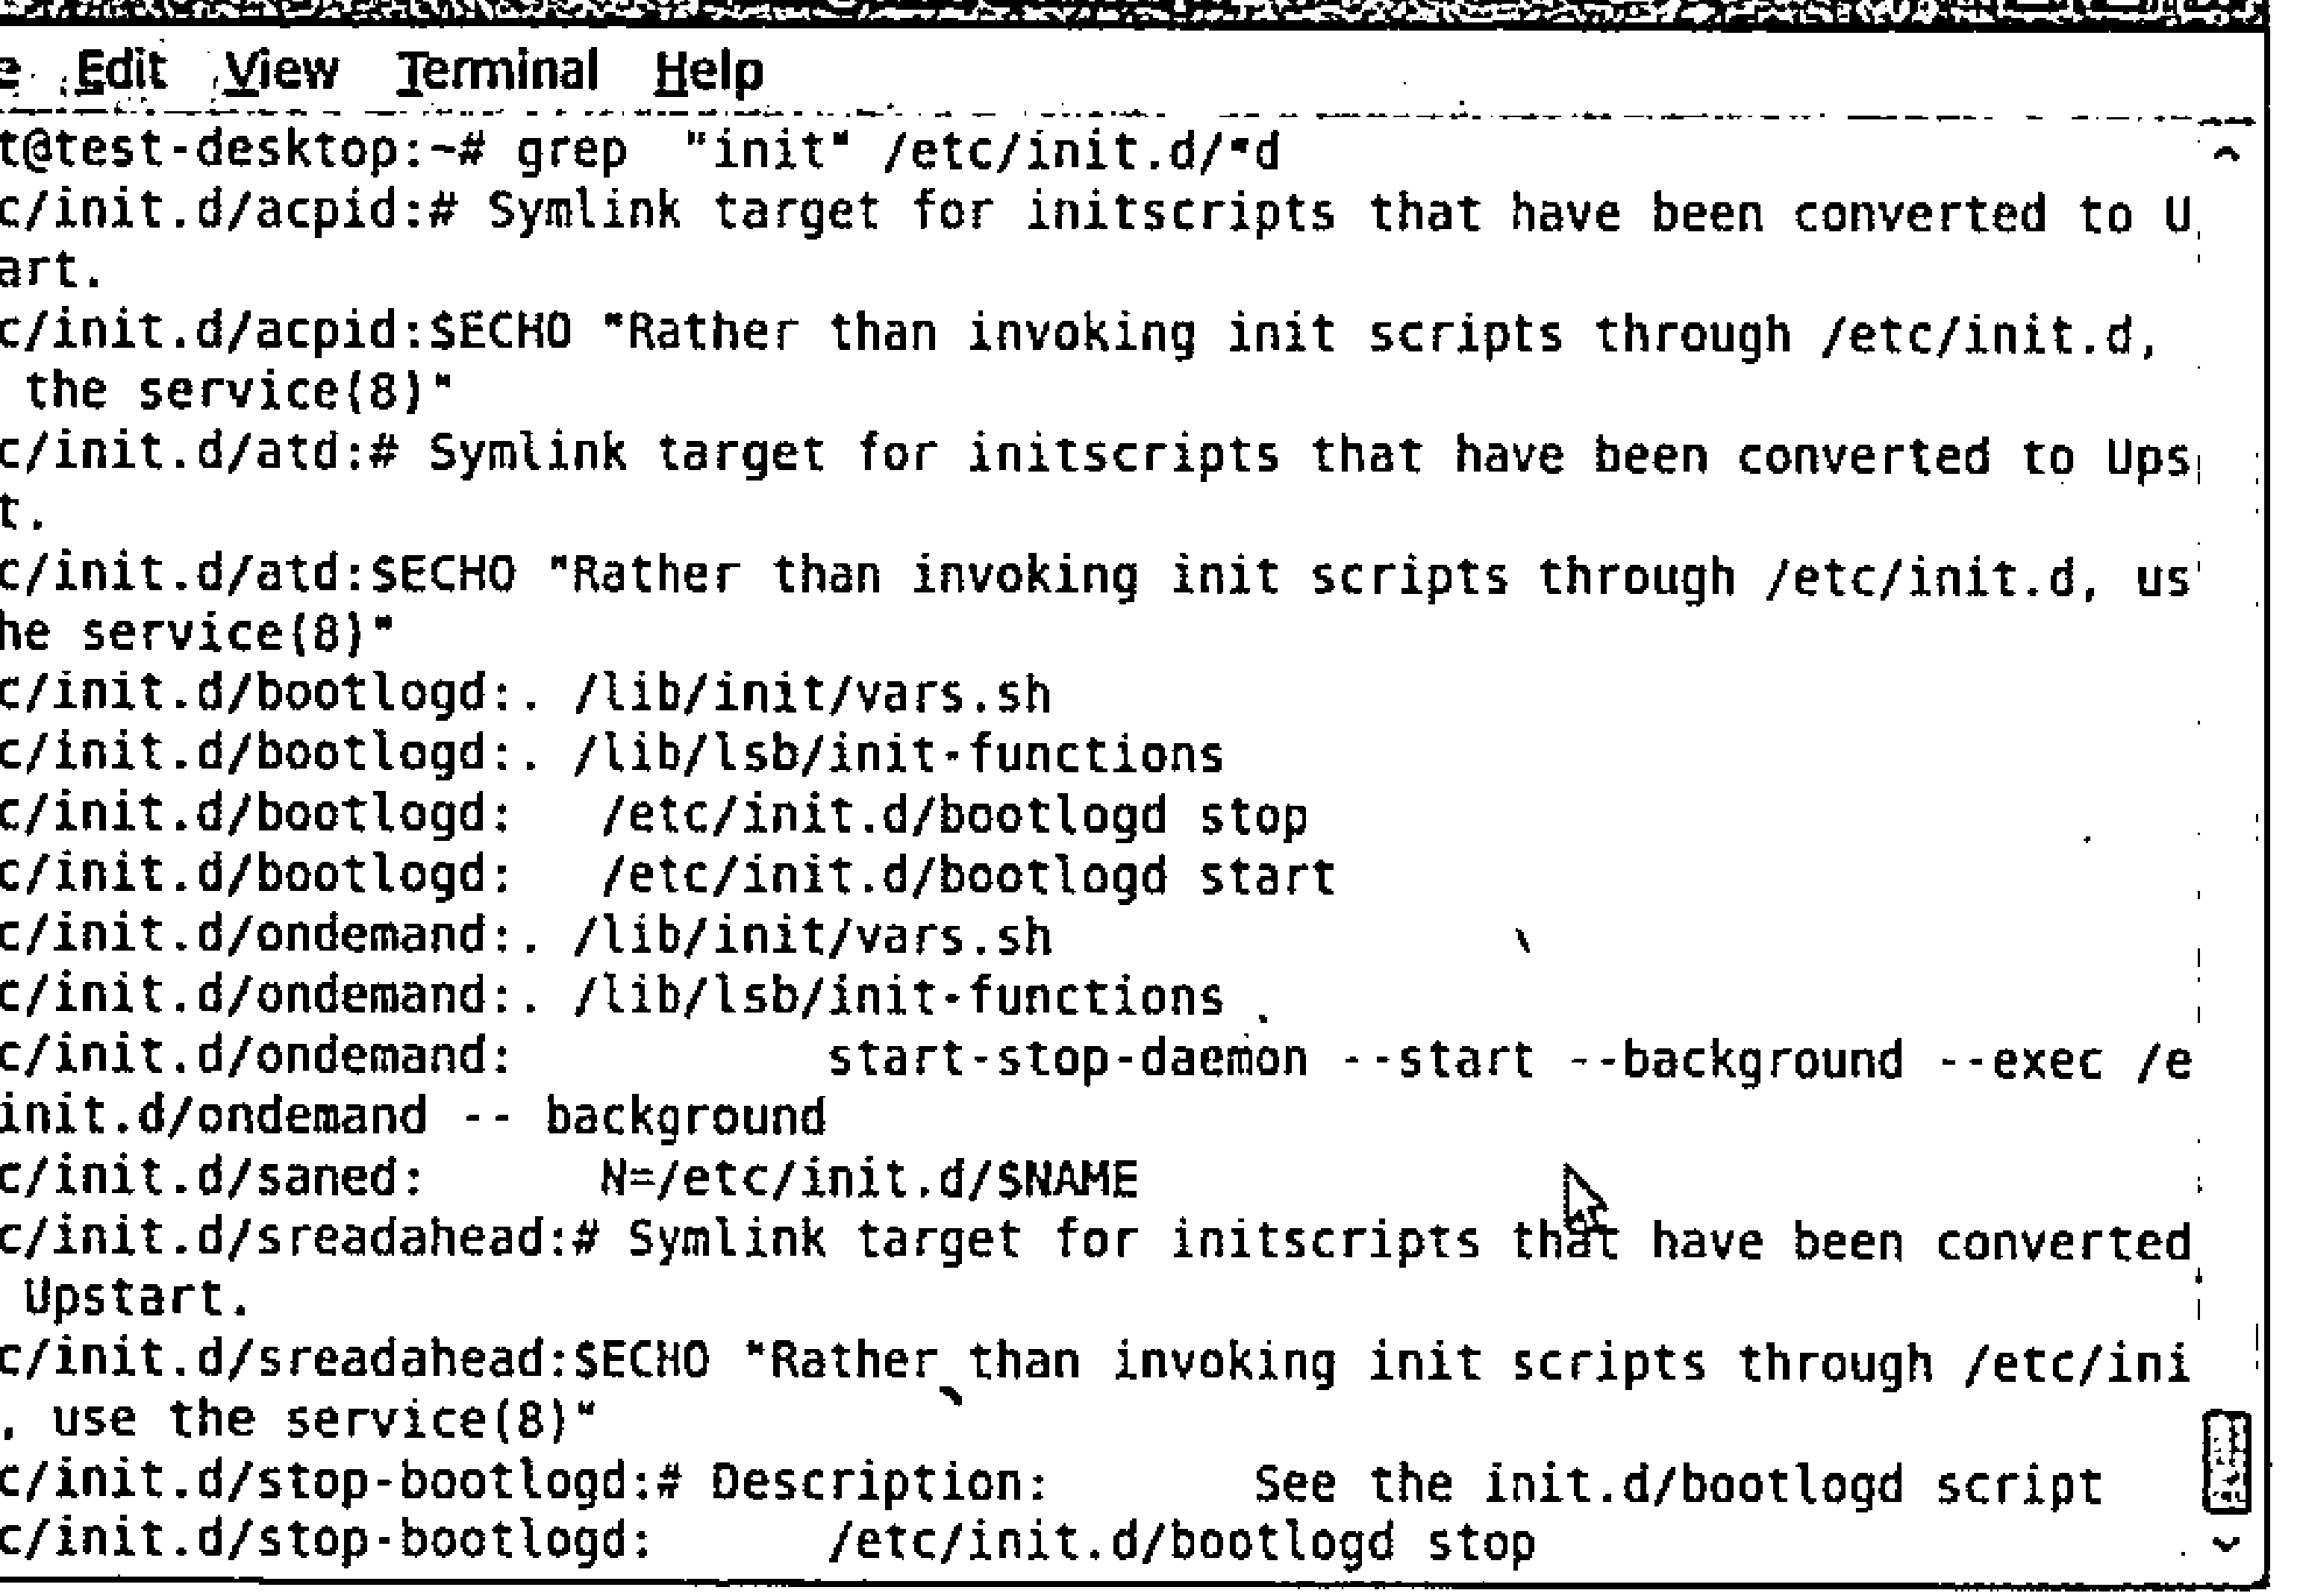 e Edit View Terminal Help
t@test-desktop:~# grep  "init" /etc/init.d/*d
c/init.d/acpid:# Symlink target for initscripts that have been converted to U
art.
c/init.d/acpid:$ECHO "Rather than invoking init scripts through /etc/init.d,
 the service(8)"
c/init.d/atd:# Symlink target for initscripts that have been converted to Ups
t.
c/init.d/atd:$ECHO "Rather than invoking init scripts through /etc/init.d, us
he service(8)"
c/init.d/bootlogd:. /lib/init/vars.sh
c/init.d/bootlogd:. /lib/lsb/init-functions
c/init.d/bootlogd:   /etc/init.d/bootlogd stop
c/init.d/bootlogd:   /etc/init.d/bootlogd start
c/init.d/ondemand:. /lib/init/vars.sh
c/init.d/ondemand:. /lib/lsb/init-functions
c/init.d/ondemand:           start-stop-daemon --start --background --exec /e
init.d/ondemand -- background
c/init.d/saned:      N=/etc/init.d/$NAME
c/init.d/sreadahead:# Symlink target for initscripts that have been converted
 Upstart.
c/init.d/sreadahead:$ECHO "Rather than invoking init scripts through /etc/ini
, use the service(8)"
c/init.d/stop-bootlogd:# Description:       See the init.d/bootlogd script
c/init.d/stop-bootlogd:      /etc/init.d/bootlogd stop